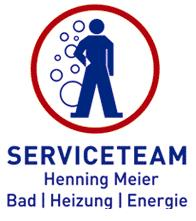 SERVICETEAM
Henning Meier
Bad | Heizung | Energie